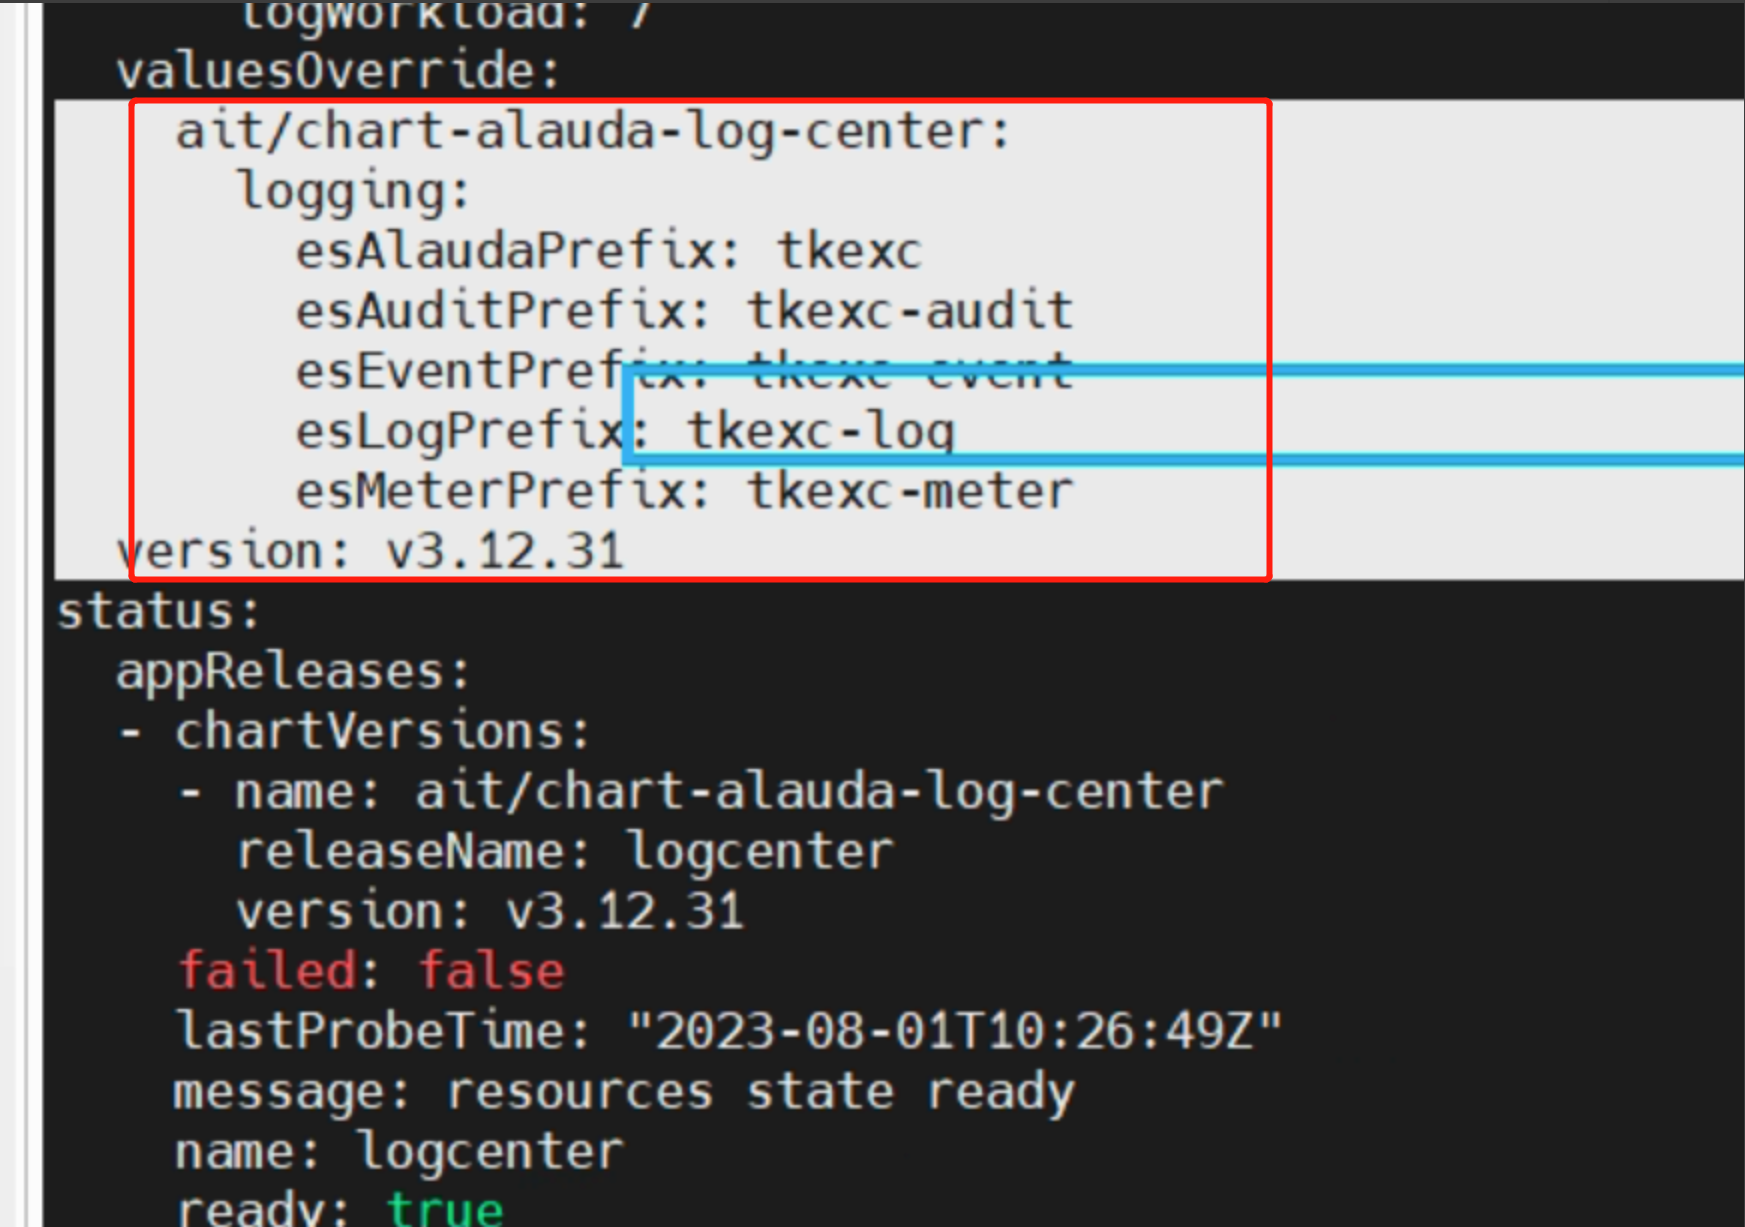 logWorkload: 7
valuesOverride:
ait/chart-alauda-log-center:
logging:
esAlaudaPrefix: tkexc
esAuditPrefix: tkexc-audit
esEventPrefix: tkexc-event
esLogPrefix: tkexc-log
esMeterPrefix: tkexc-meter
version: v3.12.31
status:
appReleases:
- chartVersions:
- name: ait/chart-alauda-log-center
releaseName: logcenter
version: v3.12.31
failed: false
lastProbeTime: "2023-08-01T10:26:49Z"
message: resources state ready
name: logcenter
ready: true